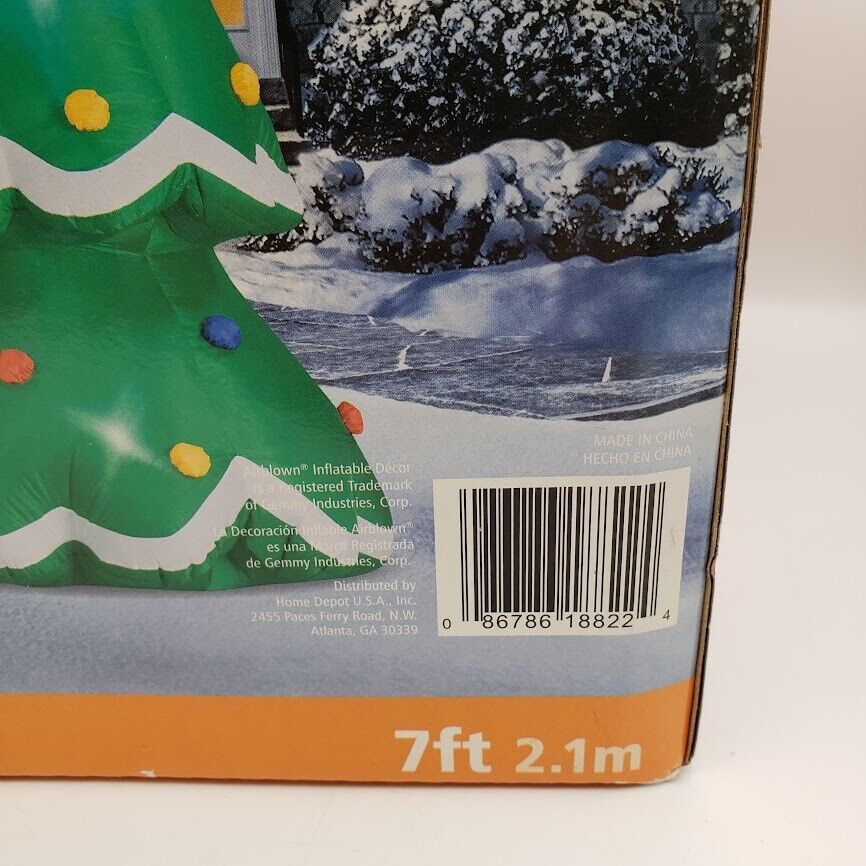 Airblown® Inflatable Décor
is a Registered Trademark
of Gemmy Industries, Corp.
La Decoración Inflable Airblown®
es una Marca Registrada
de Gemmy Industries, Corp.
Distributed by
Home Depot U.S.A., Inc.
2455 Paces Ferry Road, N.W.
Atlanta, GA 30339
MADE IN CHINA
HECHO EN CHINA
0 86786 18822 4
7ft 2.1m